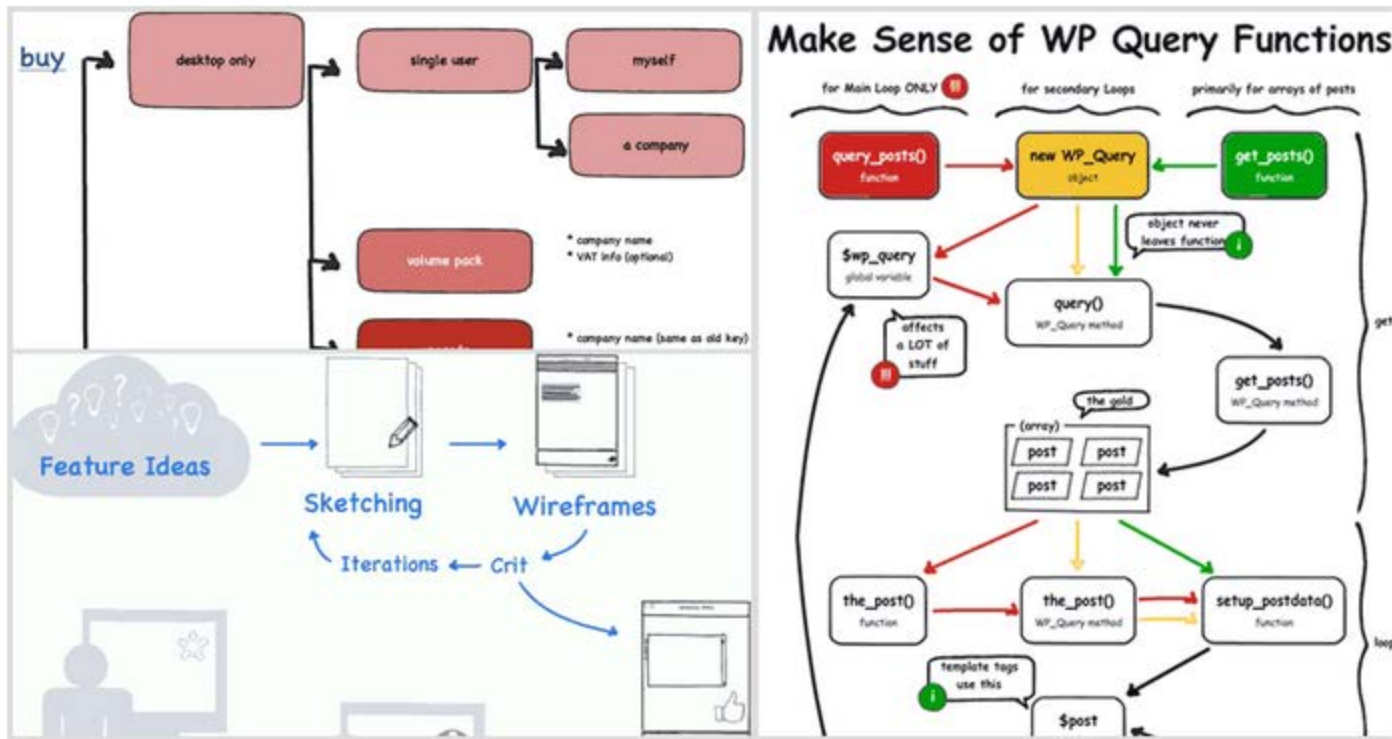 buy
desktop only
single user
myself
a company
volume pack
* company name
* VAT info (optional)
* company name (same as old key)
Feature Ideas
Sketching
Wireframes
Iterations
Crit
Make Sense of WP Query Functions
for Main Loop ONLY !!!
for secondary Loops
primarily for arrays of posts
query_posts()
function
new WP_Query
object
get_posts()
function
object never
leaves function
i
$wp_query
global variable
query()
WP_Query method
get
affects
a LOT of
stuff
!!!
get_posts()
WP_Query method
the gold
(array)
post
post
post
post
the_post()
function
the_post()
WP_Query method
setup_postdata()
function
loop
template tags
use this
i
$post